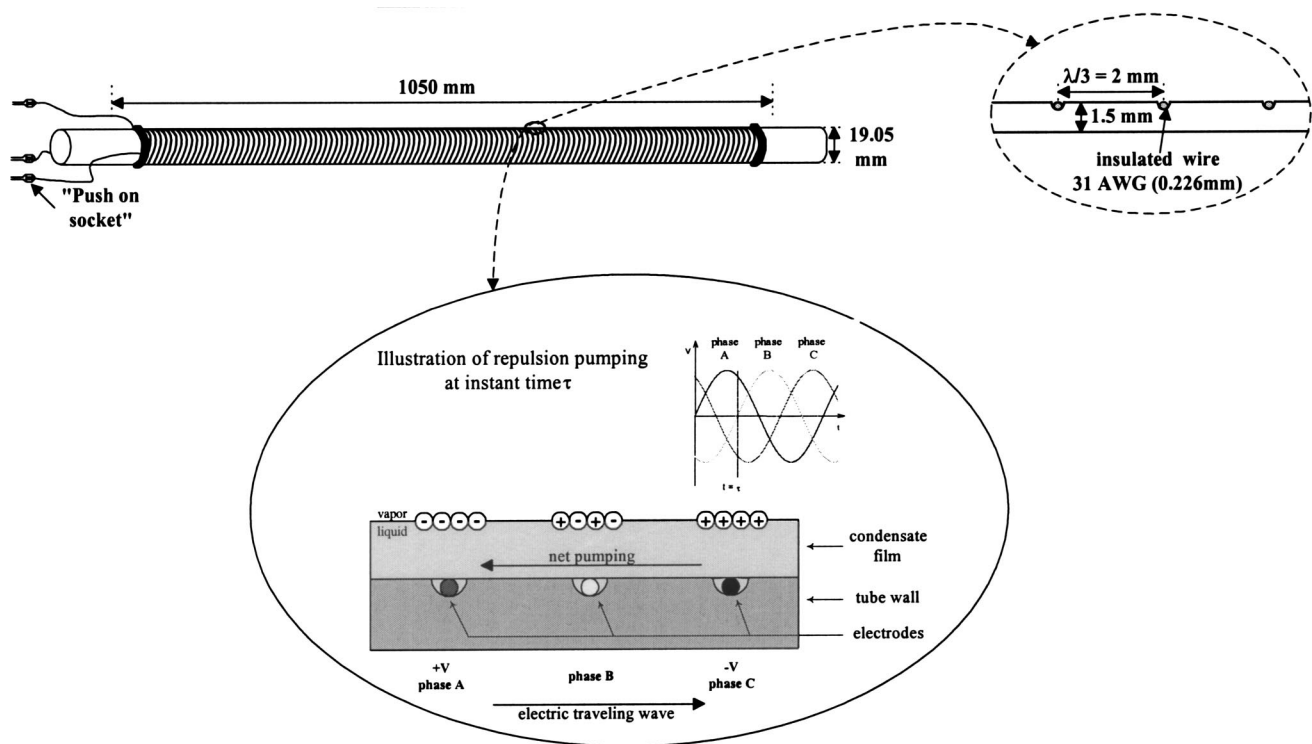 1050 mm
19.05
mm
"Push on
socket"
λ/3 = 2 mm
1.5 mm
insulated wire
31 AWG (0.226mm)
Illustration of repulsion pumping
at instant time τ
phase
A
phase
B
phase
C
V
t
t = τ
vapor
liquid
- - - -
+ - + -
+ + + +
net pumping
condensate
film
tube wall
electrodes
+V
phase A
phase B
-V
phase C
electric traveling wave